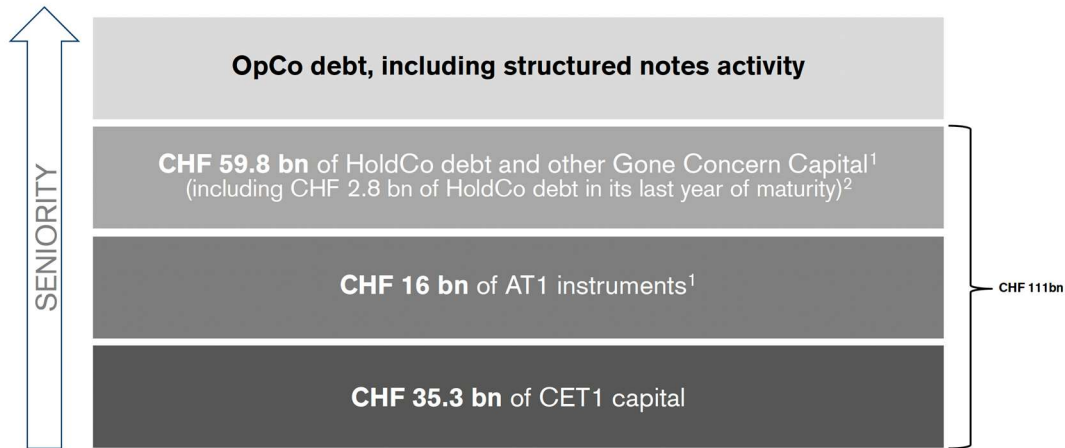 SENIORITY
OpCo debt, including structured notes activity
CHF 59.8 bn of HoldCo debt and other Gone Concern Capital¹
(including CHF 2.8 bn of HoldCo debt in its last year of maturity)²
CHF 16 bn of AT1 instruments¹
CHF 111bn
CHF 35.3 bn of CET1 capital